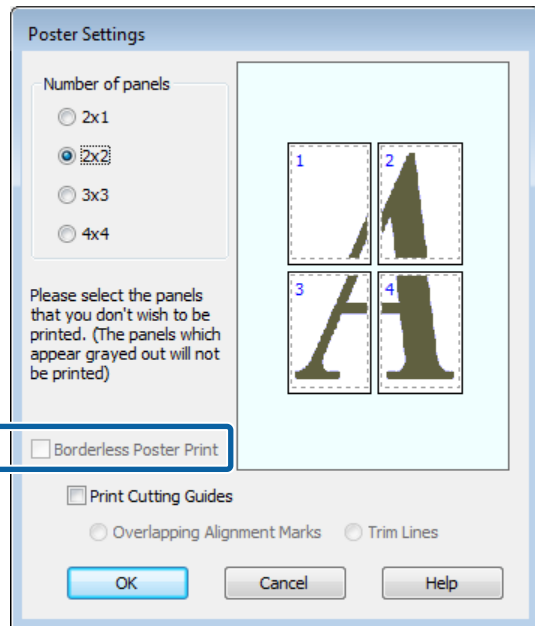 Poster Settings
Number of panels
2x1
2x2
3x3
4x4
1 2
3 4
Please select the panels
that you don't wish to be
printed. (The panels which
appear grayed out will not
be printed)
Borderless Poster Print
Print Cutting Guides
Overlapping Alignment Marks Trim Lines
OK Cancel Help